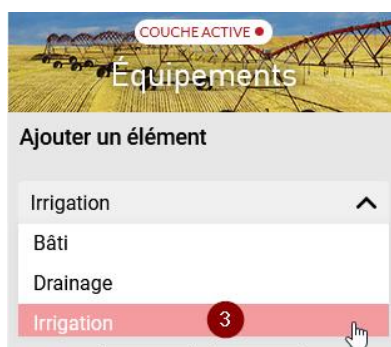 COUCHE ACTIVE
Équipements
Ajouter un élément
Irrigation
Bâti
Drainage
Irrigation 3